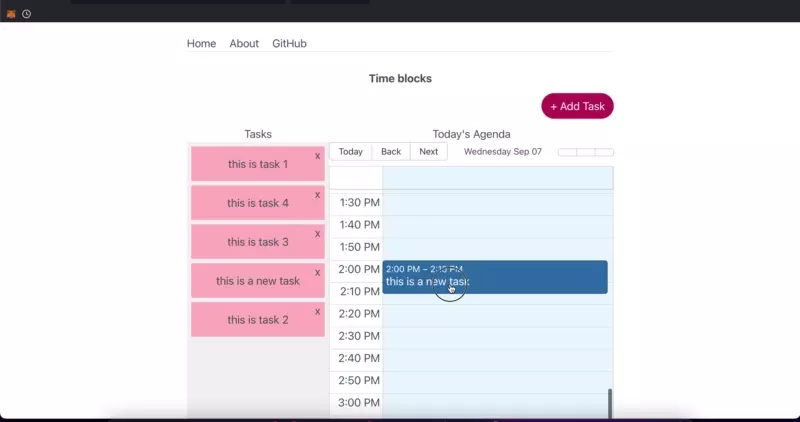 Home About GitHub
Time blocks
+ Add Task
Tasks
Today's Agenda
Today Back Next Wednesday Sep 07
this is task 1 x
this is task 4 x
this is task 3 x
this is a new task x
this is task 2 x
1:30 PM
1:40 PM
1:50 PM
2:00 PM
2:10 PM
2:20 PM
2:30 PM
2:40 PM
2:50 PM
3:00 PM
2:00 PM – 2:15 PM
this is a new task